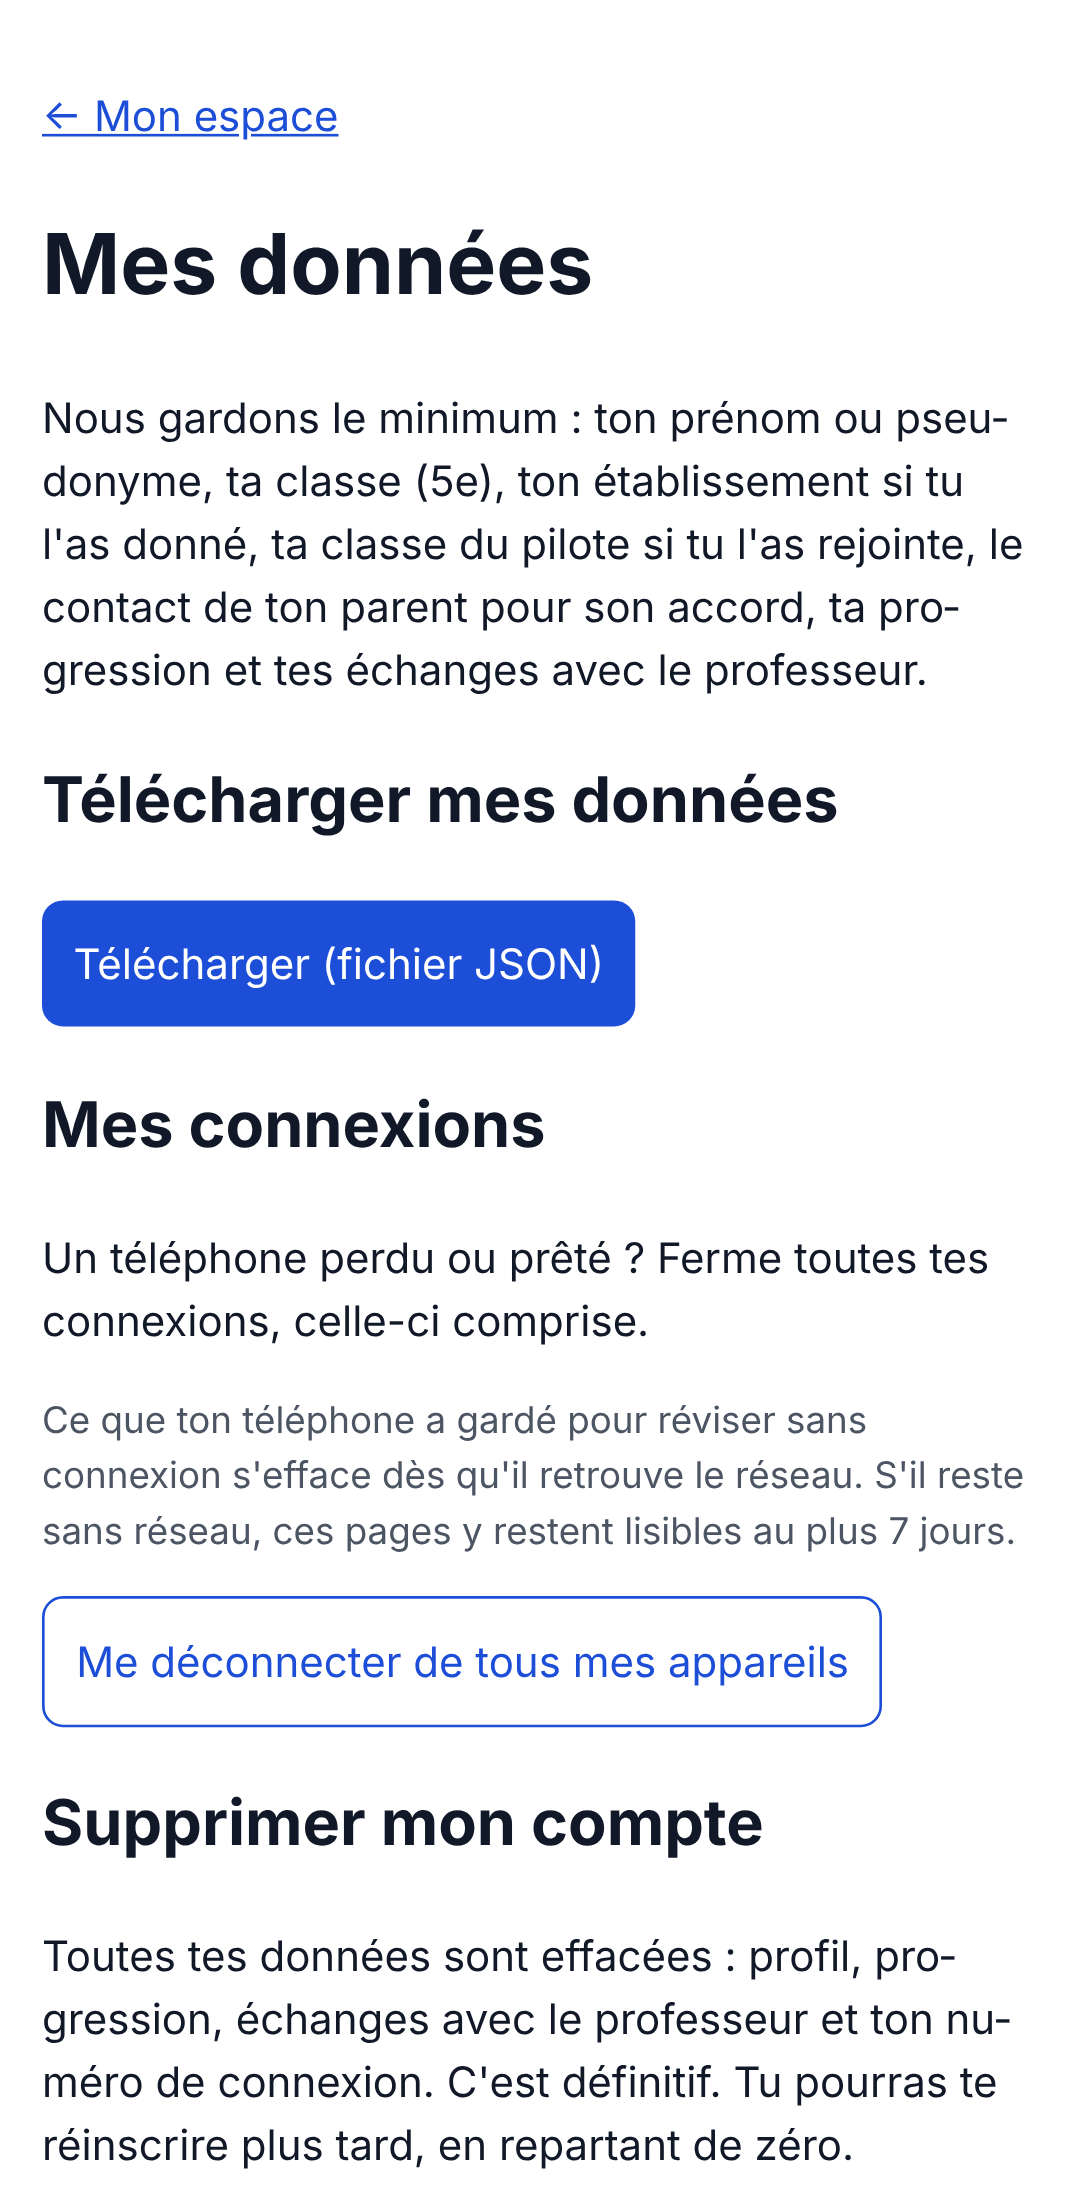 ← Mon espace
Mes données
Nous gardons le minimum : ton prénom ou pseu-
donyme, ta classe (5e), ton établissement si tu
l'as donné, ta classe du pilote si tu l'as rejointe, le
contact de ton parent pour son accord, ta pro-
gression et tes échanges avec le professeur.
Télécharger mes données
Télécharger (fichier JSON)
Mes connexions
Un téléphone perdu ou prêté ? Ferme toutes tes
connexions, celle-ci comprise.
Ce que ton téléphone a gardé pour réviser sans
connexion s'efface dès qu'il retrouve le réseau. S'il reste
sans réseau, ces pages y restent lisibles au plus 7 jours.
Me déconnecter de tous mes appareils
Supprimer mon compte
Toutes tes données sont effacées : profil, pro-
gression, échanges avec le professeur et ton nu-
méro de connexion. C'est définitif. Tu pourras te
réinscrire plus tard, en repartant de zéro.